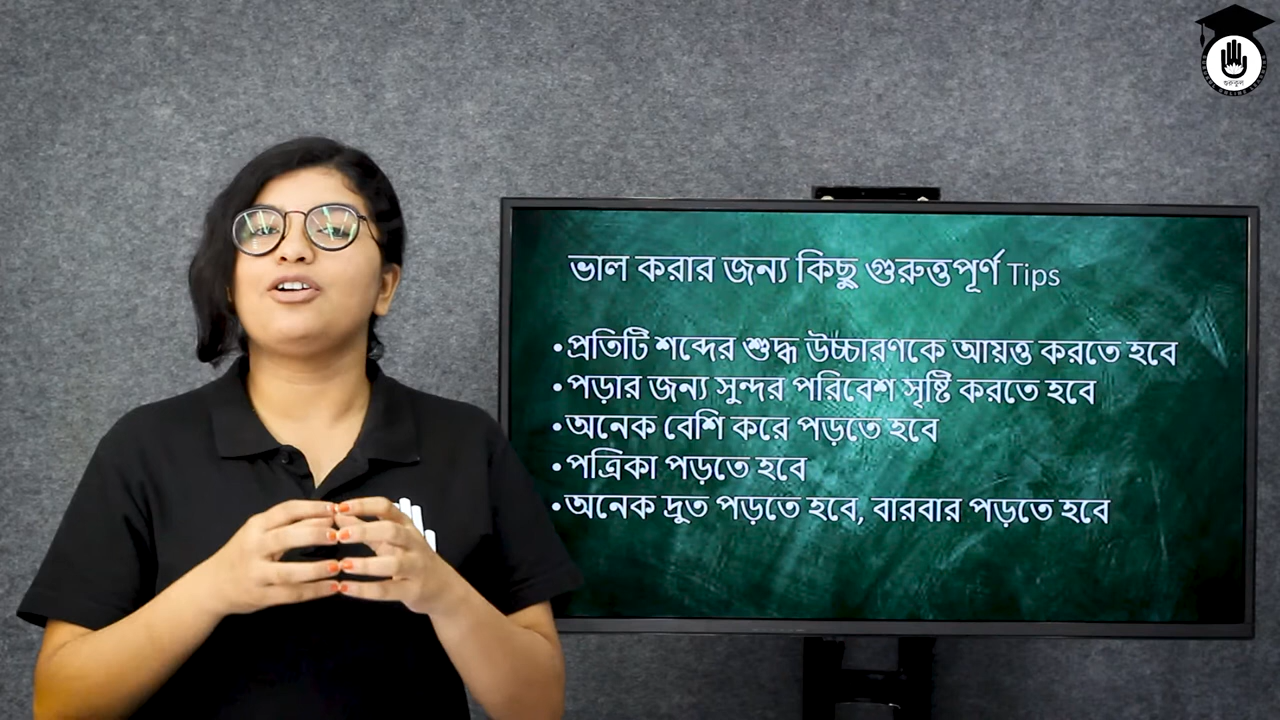 গুরুকুল
ভাল করার জন্য কিছু গুরুত্তপূর্ণ Tips
•প্রতিটি শব্দের শুদ্ধ উচ্চারণকে আয়ত্ত করতে হবে
•পড়ার জন্য সুন্দর পরিবেশ সৃষ্টি করতে হবে
•অনেক বেশি করে পড়তে হবে
•পত্রিকা পড়তে হবে
•অনেক দ্রুত পড়তে হবে, বারবার পড়তে হবে